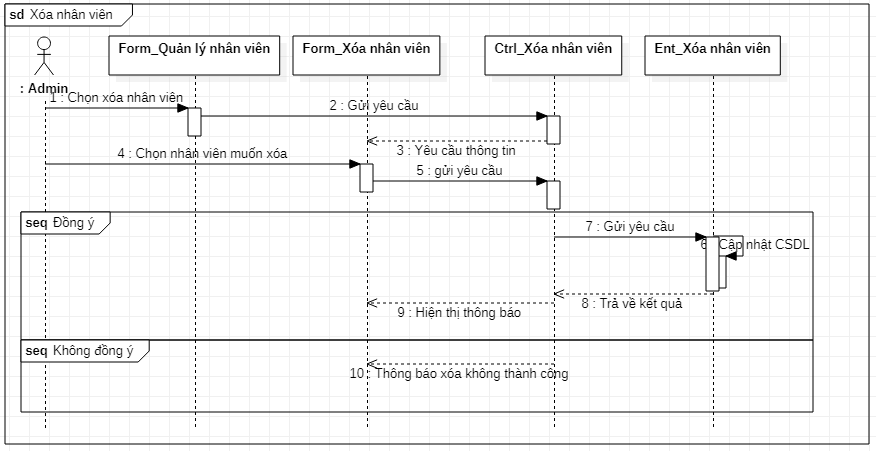 sd Xóa nhân viên
Form_Quản lý nhân viên
Form_Xóa nhân viên
Ctrl_Xóa nhân viên
Ent_Xóa nhân viên
: Admin
1 : Chọn xóa nhân viên
2 : Gửi yêu cầu
3 : Yêu cầu thông tin
4 : Chọn nhân viên muốn xóa
5 : gửi yêu cầu
seq Đồng ý
7 : Gửi yêu cầu
6 : Cập nhật CSDL
8 : Trả về kết quả
9 : Hiện thị thông báo
seq Không đồng ý
10 : Thông báo xóa không thành công